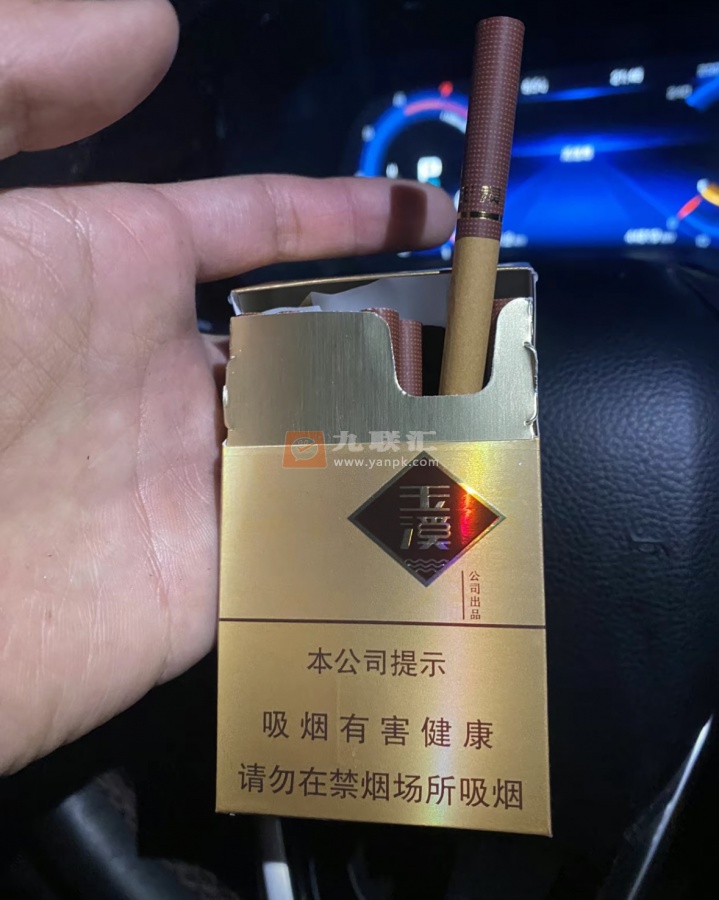 溪
九联汇
www.yanpk.com
玉
溪
公司出品
本公司提示
吸烟有害健康
请勿在禁烟场所吸烟